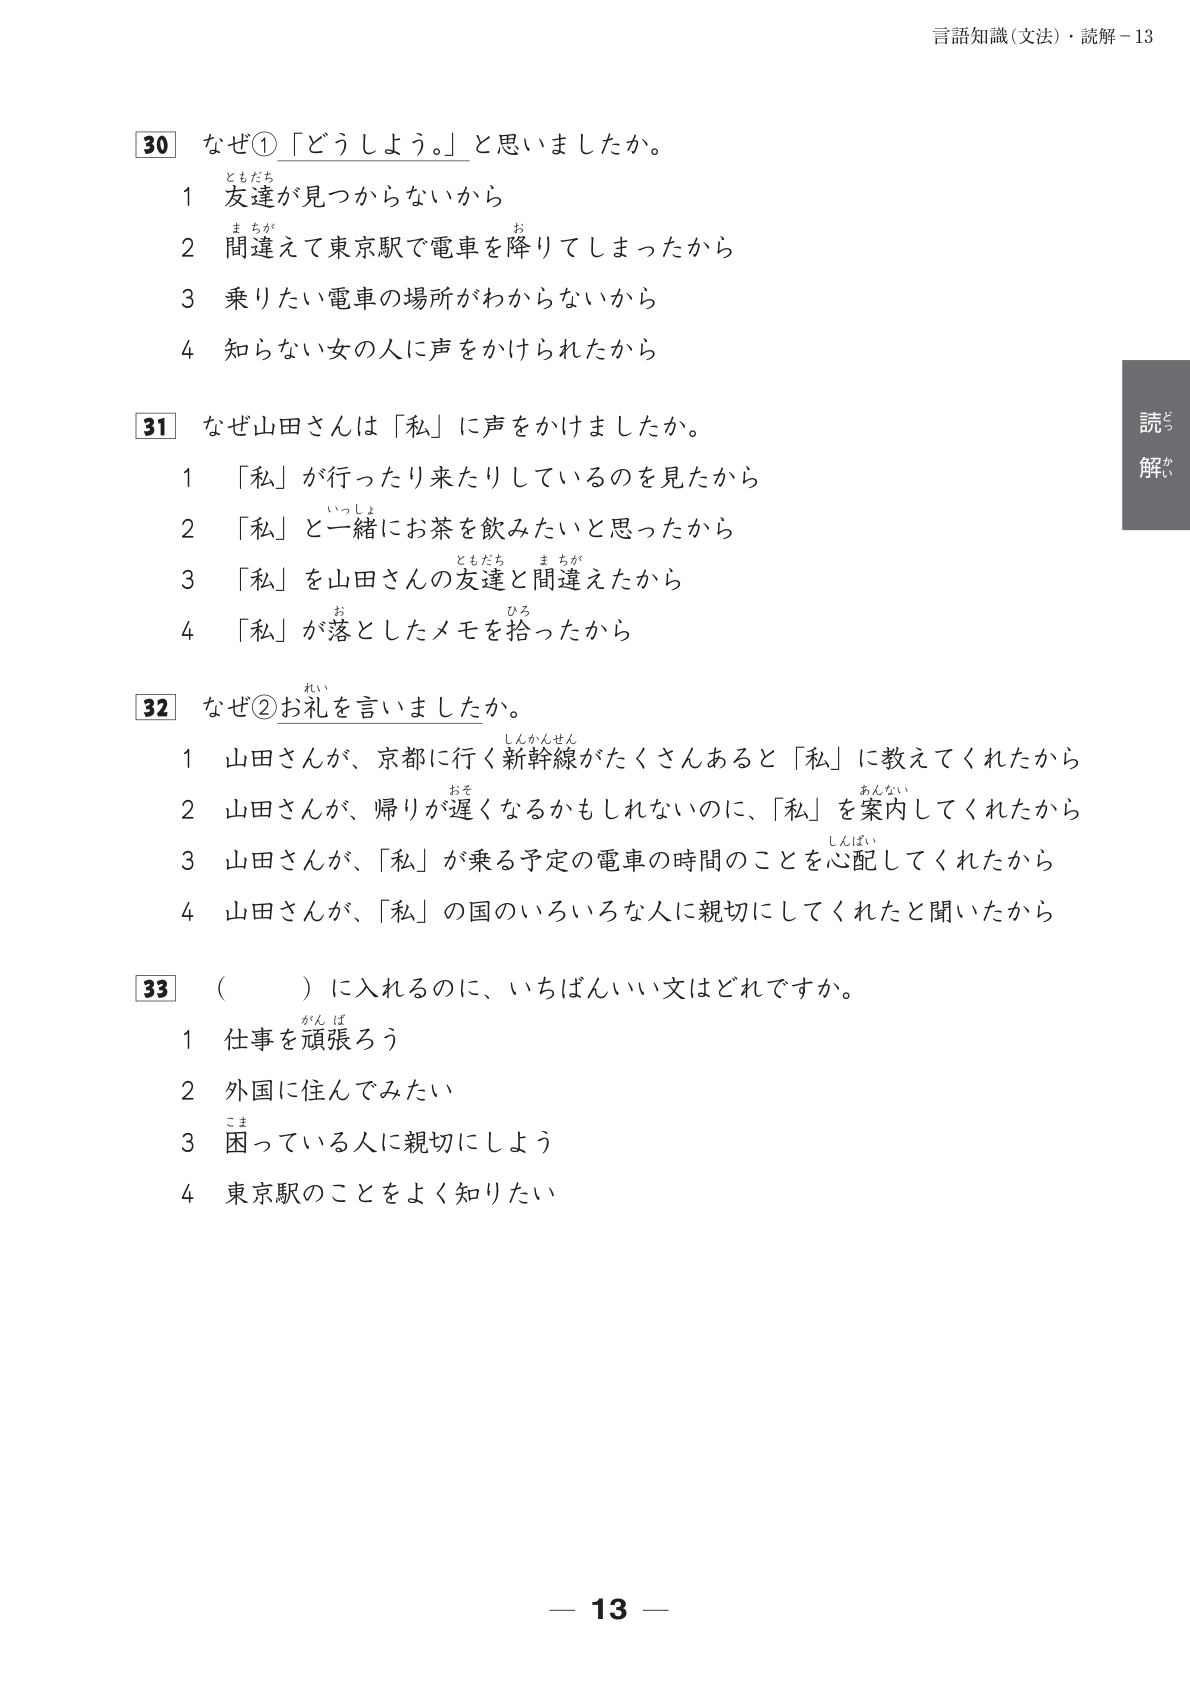 言語知識（文法）・読解－13
30 なぜ①「どうしよう。」と思いましたか。
1 友達が見つからないから
2 間違えて東京駅で電車を降りてしまったから
3 乗りたい電車の場所がわからないから
4 知らない女の人に声をかけられたから
31 なぜ山田さんは「私」に声をかけましたか。
1 「私」が行ったり来たりしているのを見たから
2 「私」と一緒にお茶を飲みたいと思ったから
3 「私」を山田さんの友達と間違えたから
4 「私」が落としたメモを拾ったから
32 なぜ②お礼を言いましたか。
1 山田さんが、京都に行く新幹線がたくさんあると「私」に教えてくれたから
2 山田さんが、帰りが遅くなるかもしれないのに、「私」を案内してくれたから
3 山田さんが、「私」が乗る予定の電車の時間のことを心配してくれたから
4 山田さんが、「私」の国のいろいろな人に親切にしてくれたと聞いたから
33 （　　　）に入れるのに、いちばんいい文はどれですか。
1 仕事を頑張ろう
2 外国に住んでみたい
3 困っている人に親切にしよう
4 東京駅のことをよく知りたい
読解
— 13 —